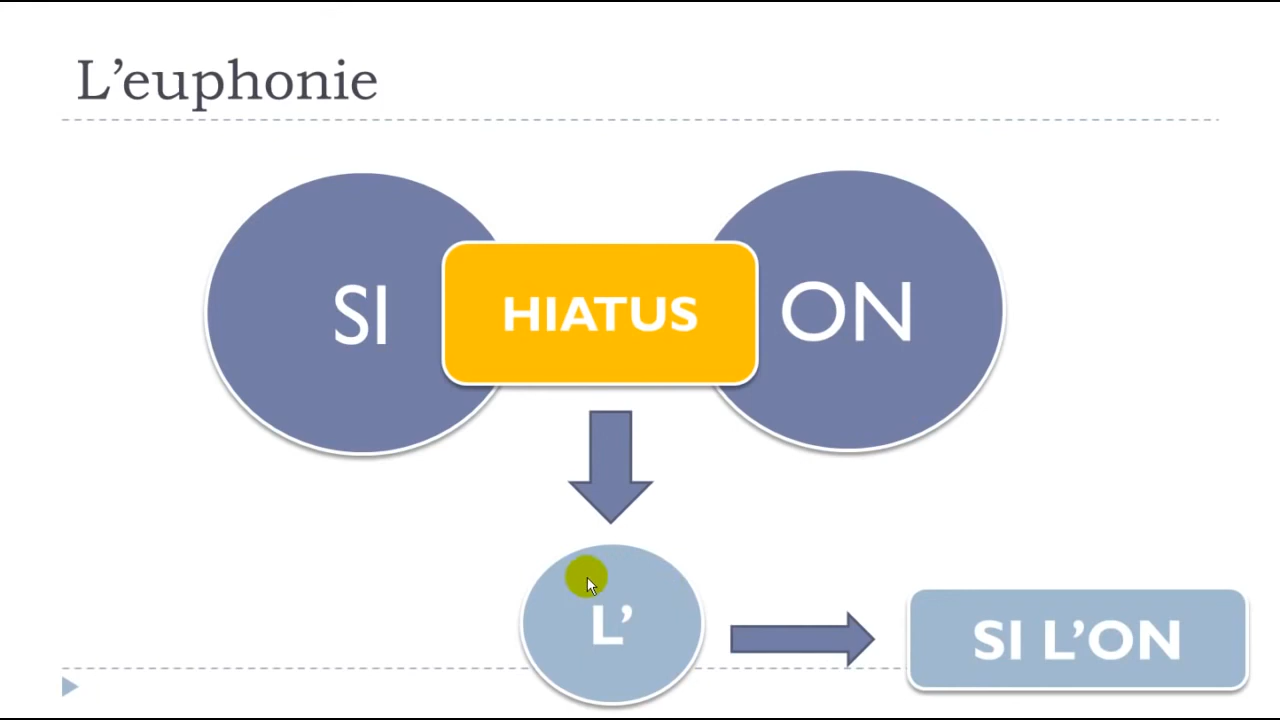 L’euphonie
SI
HIATUS
ON
L’
SI L’ON